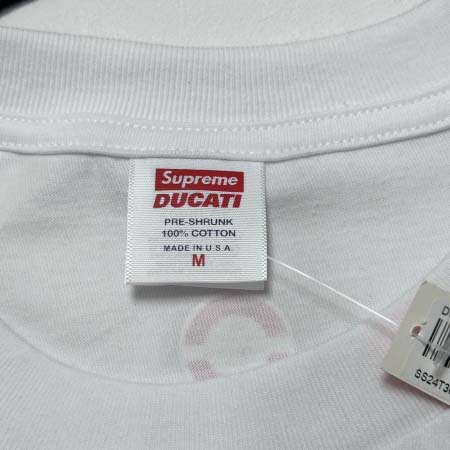 Supreme
DUCATI
PRE-SHRUNK
100% COTTON
MADE IN U.S.A.
M